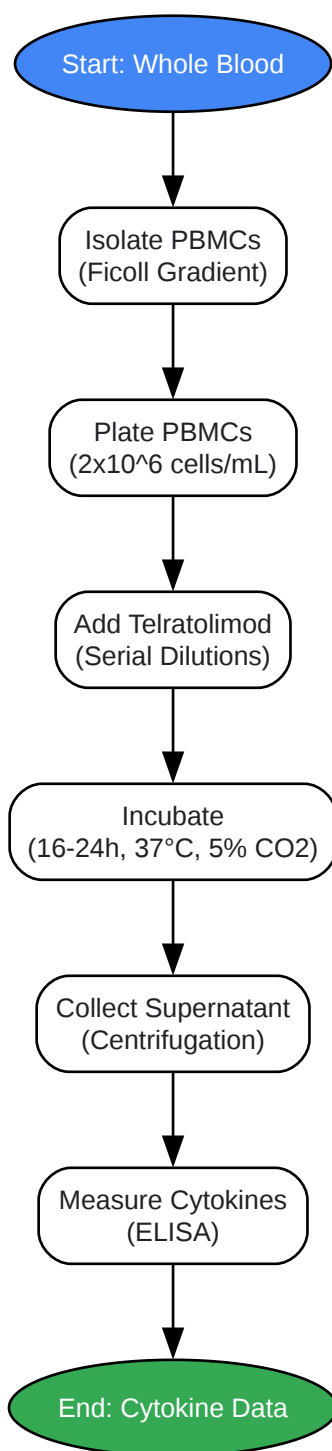 Start: Whole Blood
Isolate PBMCs
(Ficoll Gradient)
Plate PBMCs
(2x10^6 cells/mL)
Add Telratolimod
(Serial Dilutions)
Incubate
(16-24h, 37°C, 5% CO2)
Collect Supernatant
(Centrifugation)
Measure Cytokines
(ELISA)
End: Cytokine Data